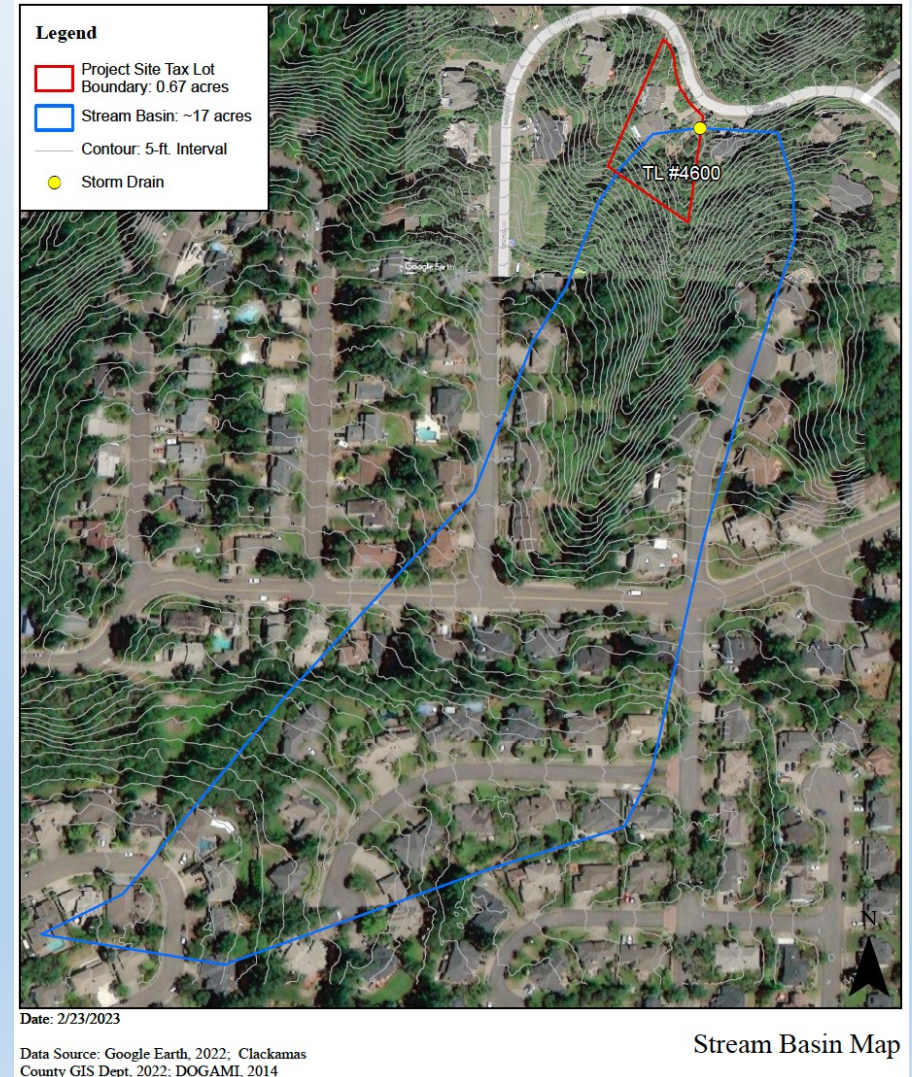 Legend
Project Site Tax Lot
Boundary: 0.67 acres
Stream Basin: ~17 acres
Contour: 5-ft. Interval
Storm Drain
TL #4600
Google Earth
N
Date: 2/23/2023
Data Source: Google Earth, 2022; Clackamas
County GIS Dept, 2022; DOGAMI, 2014
Stream Basin Map